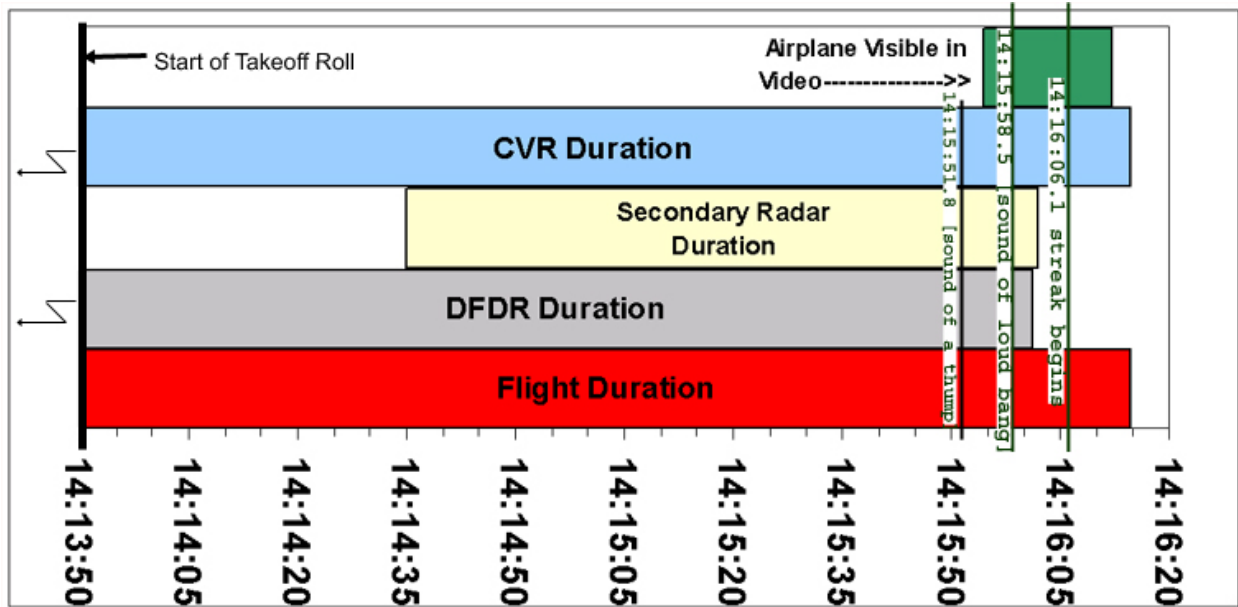 Start of Takeoff Roll
Airplane Visible in
Video---------------->>
CVR Duration
Secondary Radar
Duration
DFDR Duration
Flight Duration
14:15:51.8 [sound of a thump
14:15:58.5 [sound of loud bang]
14:16:06.1 streak begins
14:13:50
14:14:05
14:14:20
14:14:35
14:14:50
14:15:05
14:15:20
14:15:35
14:15:50
14:16:05
14:16:20